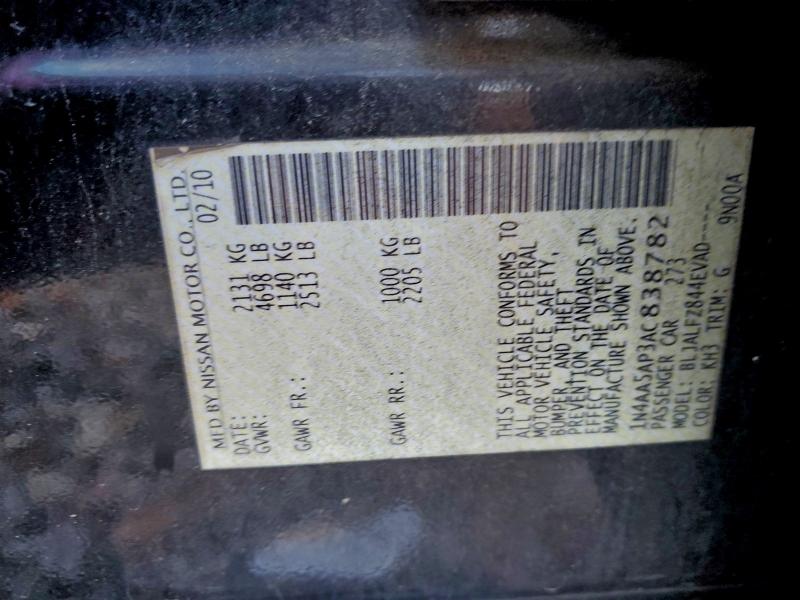 MFD BY NISSAN MOTOR CO., LTD.
DATE: 02/10
GVWR: 2131 KG
4698 LB
GAWR FR.: 1140 KG
2513 LB
GAWR RR.: 1000 KG
2205 LB
THIS VEHICLE CONFORMS TO
ALL APPLICABLE FEDERAL
MOTOR VEHICLE SAFETY,
BUMPER, AND THEFT
PREVENTION STANDARDS IN
EFFECT ON THE DATE OF
MANUFACTURE SHOWN ABOVE.
1N4AA5AP3AC838782
PASSENGER CAR 273
MODEL: BLJALFZ844EVAD----
COLOR: KH3 TRIM: G 9N00A